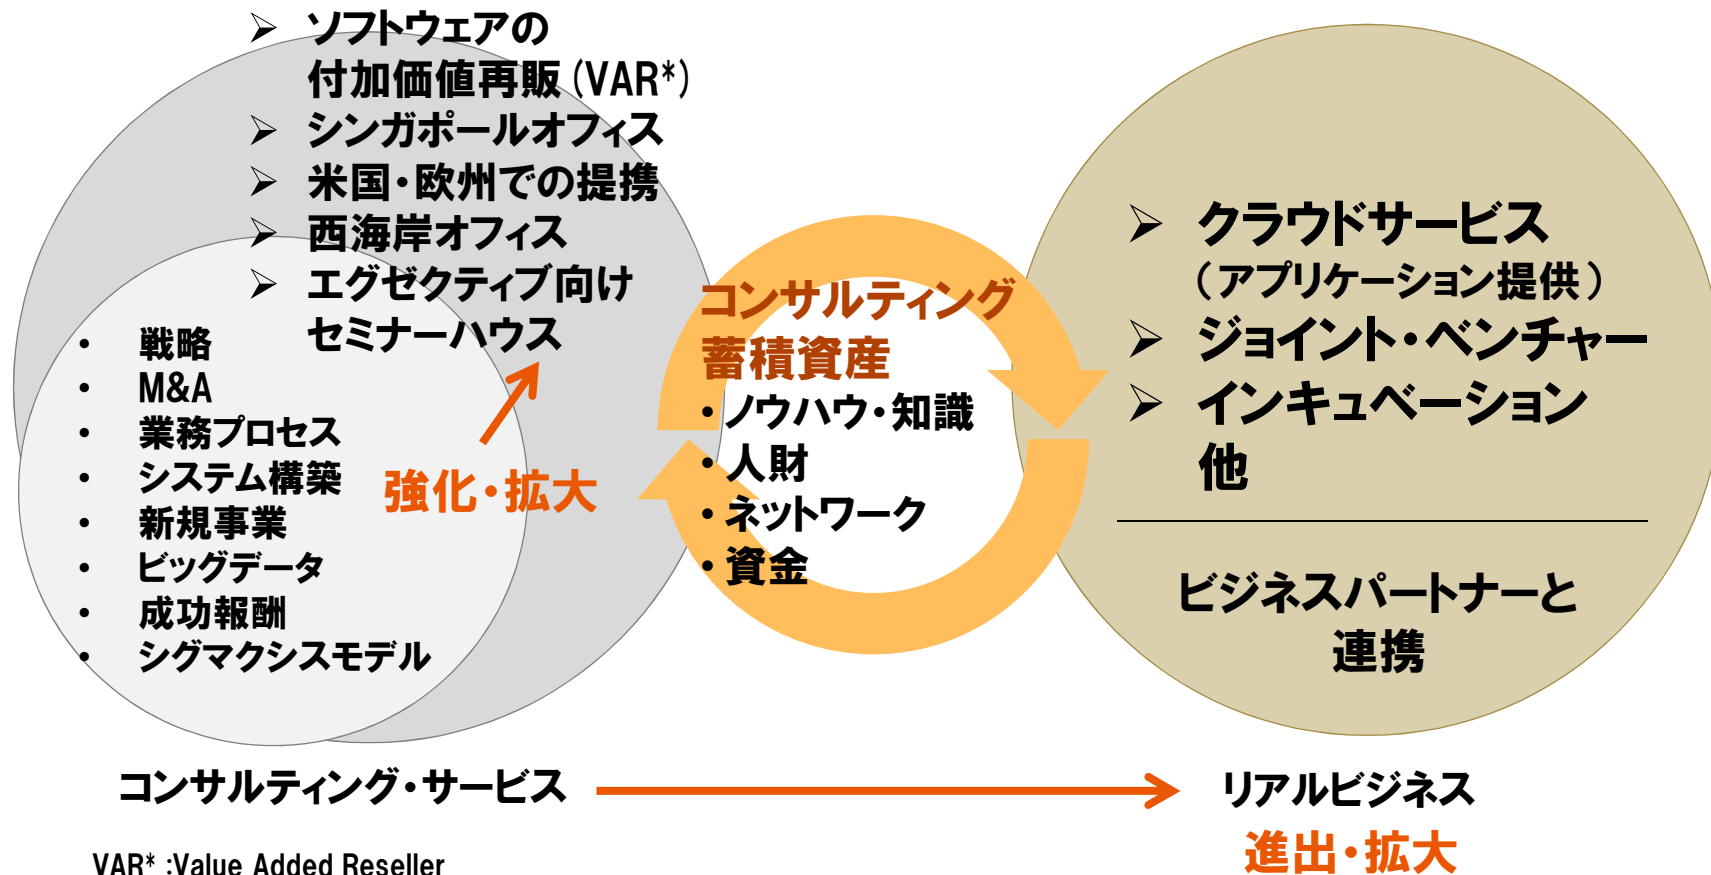 ➢ ソフトウェアの
付加価値再販(VAR*)
➢ シンガポールオフィス
➢ 米国・欧州での提携
➢ 西海岸オフィス
➢ エグゼクティブ向け
セミナーハウス
• 戦略
• M&A
• 業務プロセス
• システム構築
• 新規事業
• ビッグデータ
• 成功報酬
• シグマクシスモデル
強化・拡大
コンサルティング
蓄積資産
・ノウハウ・知識
・人財
・ネットワーク
・資金
➢ クラウドサービス
(アプリケーション提供)
➢ ジョイント・ベンチャー
➢ インキュベーション
他
ビジネスパートナーと
連携
コンサルティング・サービス
リアルビジネス
進出・拡大
VAR* :Value Added Reseller